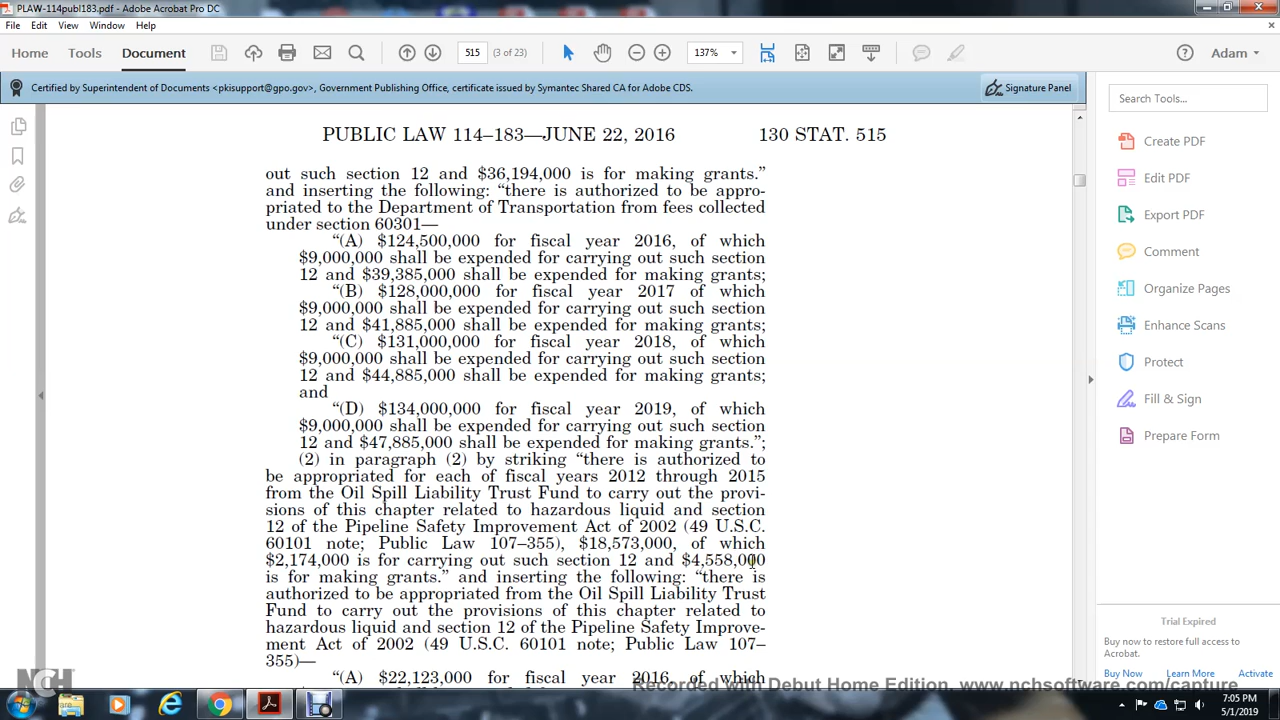 PLAW-114publ183.pdf - Adobe Acrobat Pro DC
File Edit View Window Help
Home Tools Document 515 (3 of 23) 137% Adam
Certified by Superintendent of Documents <pkisupport@gpo.gov>, Government Publishing Office, certificate issued by Symantec Shared CA for Adobe CDS.
Signature Panel
PUBLIC LAW 114–183—JUNE 22, 2016 130 STAT. 515
out such section 12 and $36,194,000 is for making grants.”
and inserting the following: “there is authorized to be appro-
priated to the Department of Transportation from fees collected
under section 60301—
“(A) $124,500,000 for fiscal year 2016, of which
$9,000,000 shall be expended for carrying out such section
12 and $39,385,000 shall be expended for making grants;
“(B) $128,000,000 for fiscal year 2017 of which
$9,000,000 shall be expended for carrying out such section
12 and $41,885,000 shall be expended for making grants;
“(C) $131,000,000 for fiscal year 2018, of which
$9,000,000 shall be expended for carrying out such section
12 and $44,885,000 shall be expended for making grants;
and
“(D) $134,000,000 for fiscal year 2019, of which
$9,000,000 shall be expended for carrying out such section
12 and $47,885,000 shall be expended for making grants.”;
(2) in paragraph (2) by striking “there is authorized to
be appropriated for each of fiscal years 2012 through 2015
from the Oil Spill Liability Trust Fund to carry out the provi-
sions of this chapter related to hazardous liquid and section
12 of the Pipeline Safety Improvement Act of 2002 (49 U.S.C.
60101 note; Public Law 107–355), $18,573,000, of which
$2,174,000 is for carrying out such section 12 and $4,558,000
is for making grants.” and inserting the following: “there is
authorized to be appropriated from the Oil Spill Liability Trust
Fund to carry out the provisions of this chapter related to
hazardous liquid and section 12 of the Pipeline Safety Improve-
ment Act of 2002 (49 U.S.C. 60101 note; Public Law 107–
355)—
“(A) $22,123,000 for fiscal year 2016, of which
Search Tools...
Create PDF
Edit PDF
Export PDF
Comment
Organize Pages
Enhance Scans
Protect
Fill & Sign
Prepare Form
Trial Expired
Buy now to restore full access to
Acrobat.
Buy Now Learn More Activate
NCH
Recorded with Debut Home Edition. www.nchsoftware.com/capture
7:05 PM
5/1/2019